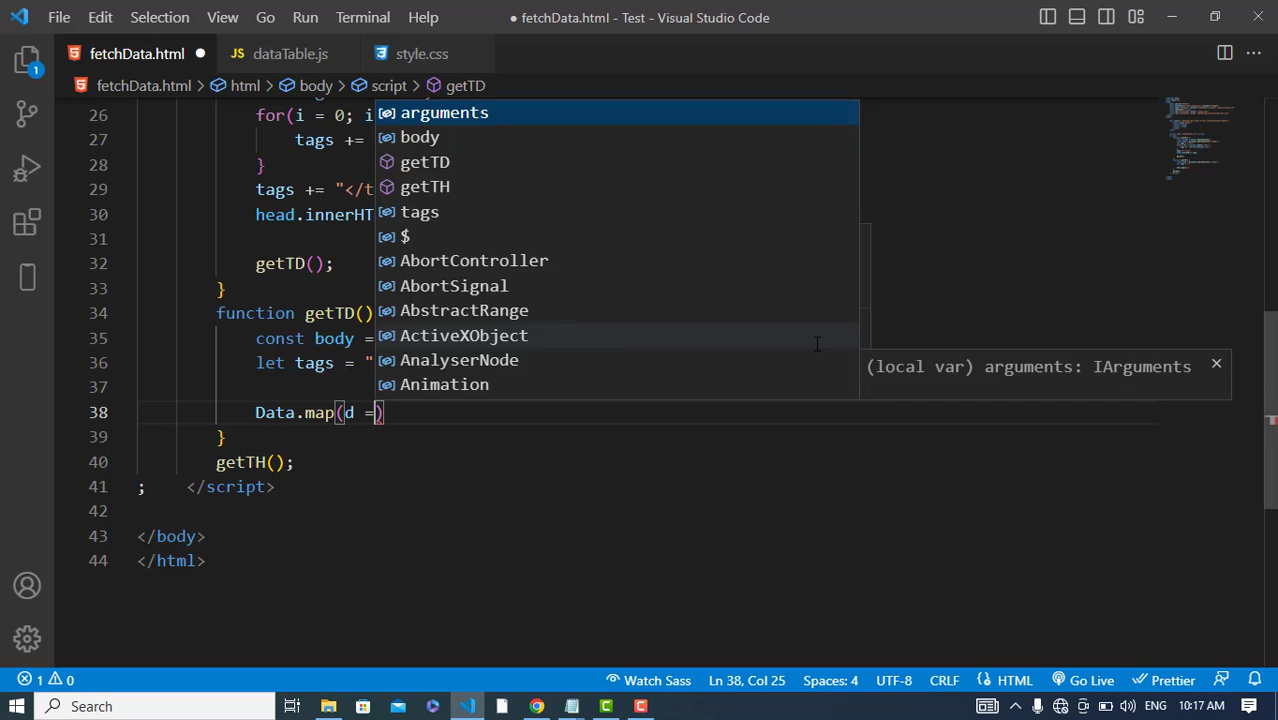 File Edit Selection View Go Run Terminal Help ● fetchData.html - Test - Visual Studio Code
fetchData.html ● JS dataTable.js style.css
1
fetchData.html > html > body > script > getTD
26 for(i = 0; i
27 tags +=
28 }
29 tags += "</t
30 head.innerHT
31
32 getTD();
33 }
34 function getTD()
35 const body =
36 let tags = "
37
38 Data.map(d =)
39 }
40 getTH();
41 ; </script>
42
43 </body>
44 </html>
arguments
body
getTD
getTH
tags
$
AbortController
AbortSignal
AbstractRange
ActiveXObject
AnalyserNode
Animation
(local var) arguments: IArguments
1 0 Watch Sass Ln 38, Col 25 Spaces: 4 UTF-8 CRLF HTML Go Live Prettier
Search ENG 10:17 AM